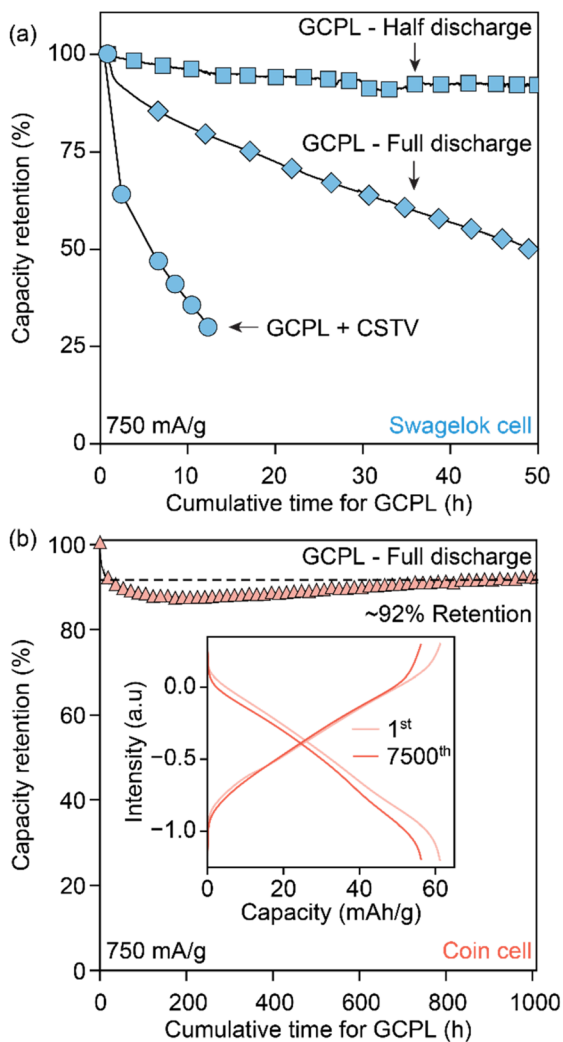 (a)
100
75
50
25
0
Capacity retention (%)
GCPL - Half discharge
GCPL - Full discharge
GCPL + CSTV
750 mA/g
Swagelok cell
0 10 20 30 40 50
Cumulative time for GCPL (h)
(b)
100
80
60
40
20
0
Capacity retention (%)
GCPL - Full discharge
~92% Retention
0.0
−0.5
−1.0
Intensity (a.u)
1st
7500th
0 20 40 60
Capacity (mAh/g)
750 mA/g
Coin cell
0 200 400 600 800 1000
Cumulative time for GCPL (h)